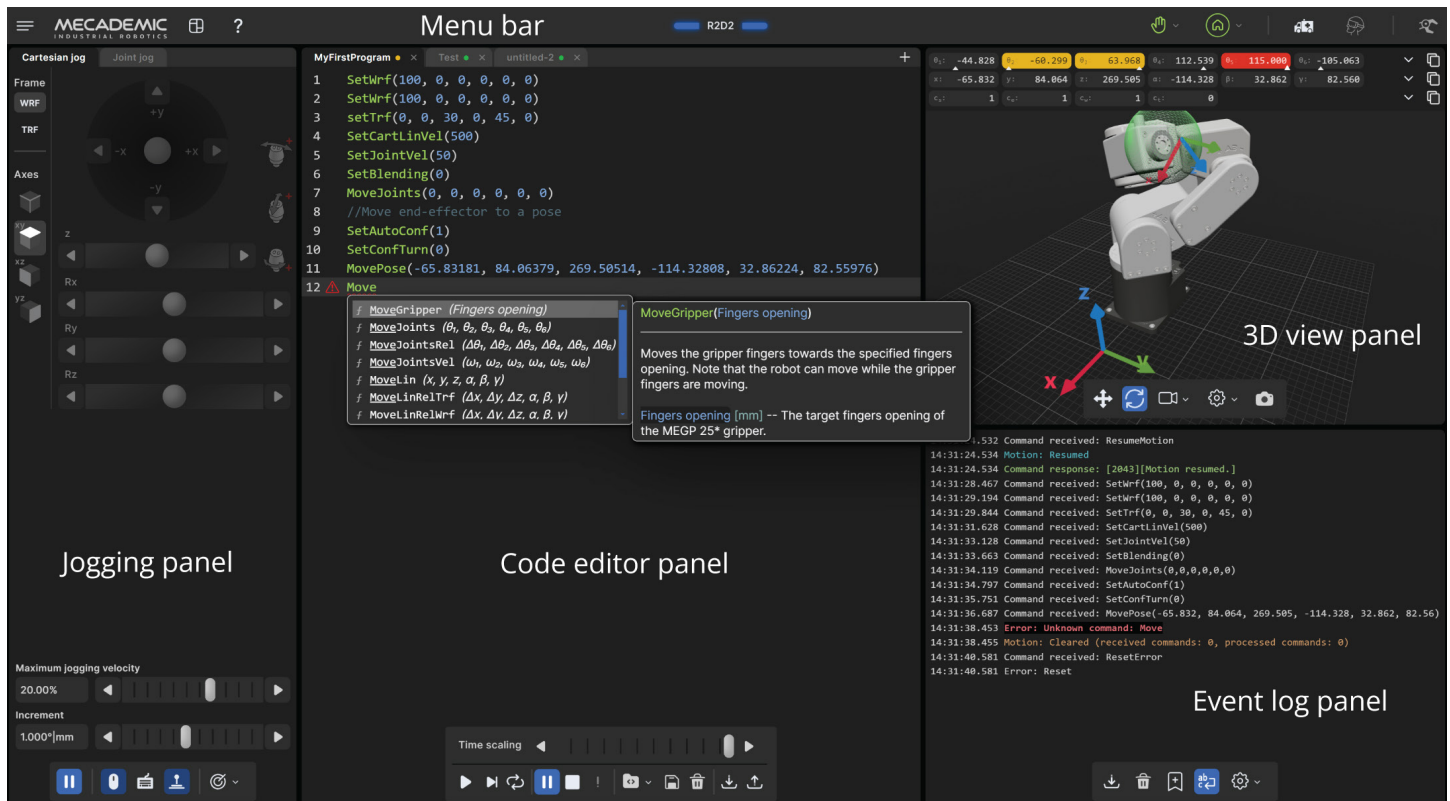 MECADEMIC
INDUSTRIAL ROBOTICS
?
Menu bar
R2D2
Cartesian jog
Joint jog
Frame
WRF
TRF
+y
-x
+x
-y
Axes
xy
xz
yz
z
Rx
Ry
Rz
Jogging panel
Maximum jogging velocity
20.00%
Increment
1.000°|mm
MyFirstProgram ● ×
Test ● ×
untitled-2 ● ×
+
1 SetWrf(100, 0, 0, 0, 0, 0)
2 SetWrf(100, 0, 0, 0, 0, 0)
3 setTrf(0, 0, 30, 0, 45, 0)
4 SetCartLinVel(500)
5 SetJointVel(50)
6 SetBlending(0)
7 MoveJoints(0, 0, 0, 0, 0, 0)
8 //Move end-effector to a pose
9 SetAutoConf(1)
10 SetConfTurn(0)
11 MovePose(-65.83181, 84.06379, 269.50514, -114.32808, 32.86224, 82.55976)
12 Move
ƒ MoveGripper (Fingers opening)
ƒ MoveJoints (θ₁, θ₂, θ₃, θ₄, θ₅, θ₆)
ƒ MoveJointsRel (Δθ₁, Δθ₂, Δθ₃, Δθ₄, Δθ₅, Δθ₆)
ƒ MoveJointsVel (ω₁, ω₂, ω₃, ω₄, ω₅, ω₆)
ƒ MoveLin (x, y, z, α, β, γ)
ƒ MoveLinRelTrf (Δx, Δy, Δz, α, β, γ)
ƒ MoveLinRelWrf (Δx, Δy, Δz, α, β, γ)
MoveGripper(Fingers opening)
Moves the gripper fingers towards the specified fingers
opening. Note that the robot can move while the gripper
fingers are moving.
Fingers opening [mm] -- The target fingers opening of
the MEGP 25* gripper.
Code editor panel
Time scaling
θ₁: -44.828 θ₂: -60.299 θ₃: 63.968 θ₄: 112.539 θ₅: 115.000 θ₆: -105.063
x: -65.832 y: 84.064 z: 269.505 α: -114.328 β: 32.862 γ: 82.560
1 1 1 0
z
y
x
3D view panel
4.532 Command received: ResumeMotion
14:31:24.534 Motion: Resumed
14:31:24.534 Command response: [2043][Motion resumed.]
14:31:28.467 Command received: SetWrf(100, 0, 0, 0, 0, 0)
14:31:29.194 Command received: SetWrf(100, 0, 0, 0, 0, 0)
14:31:29.844 Command received: SetTrf(0, 0, 30, 0, 45, 0)
14:31:31.628 Command received: SetCartLinVel(500)
14:31:33.128 Command received: SetJointVel(50)
14:31:33.663 Command received: SetBlending(0)
14:31:34.119 Command received: MoveJoints(0,0,0,0,0,0)
14:31:34.797 Command received: SetAutoConf(1)
14:31:35.751 Command received: SetConfTurn(0)
14:31:36.687 Command received: MovePose(-65.832, 84.064, 269.505, -114.328, 32.862, 82.56)
14:31:38.453 Error: Unknown command: Move
14:31:38.455 Motion: Cleared (received commands: 0, processed commands: 0)
14:31:40.581 Command received: ResetError
14:31:40.581 Error: Reset
Event log panel